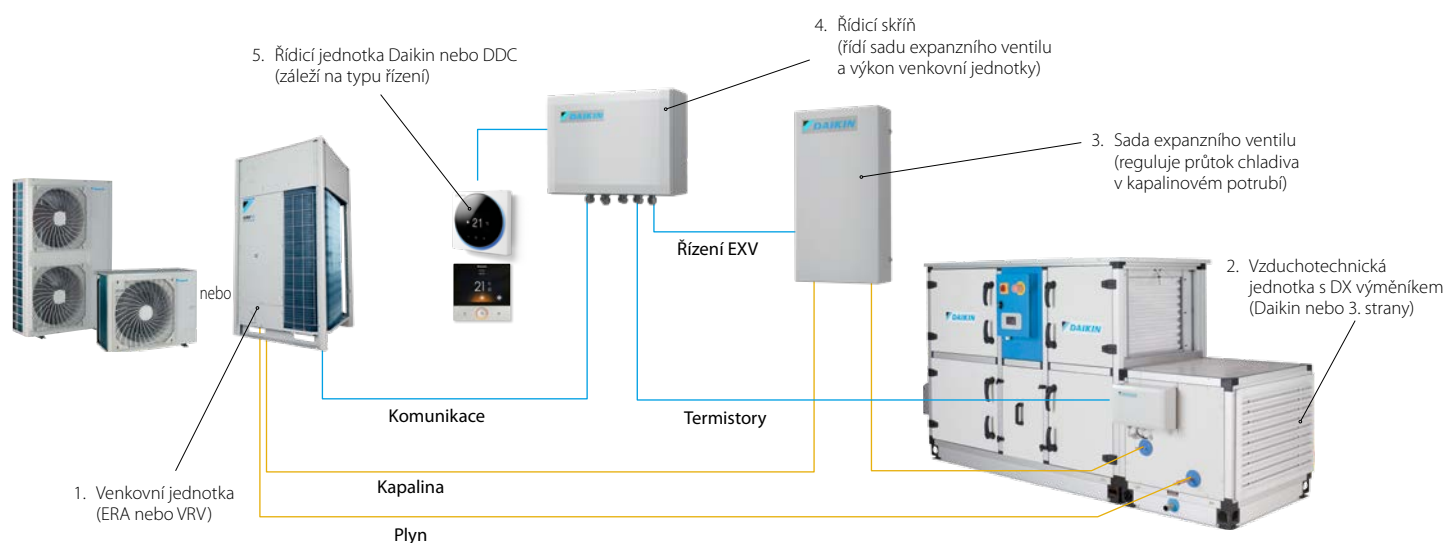 4. Řídicí skříň
(řídí sadu expanzního ventilu
a výkon venkovní jednotky)
5. Řídicí jednotka Daikin nebo DDC
(záleží na typu řízení)
DAIKIN
DAIKIN
3. Sada expanzního ventilu
(reguluje průtok chladiva
v kapalinovém potrubí)
21
Řízení EXV
2. Vzduchotechnická
jednotka s DX výměníkem
(Daikin nebo 3. strany)
nebo
21
DAIKIN
DAIKIN
Komunikace
Termistory
Kapalina
1. Venkovní jednotka
(ERA nebo VRV)
Plyn